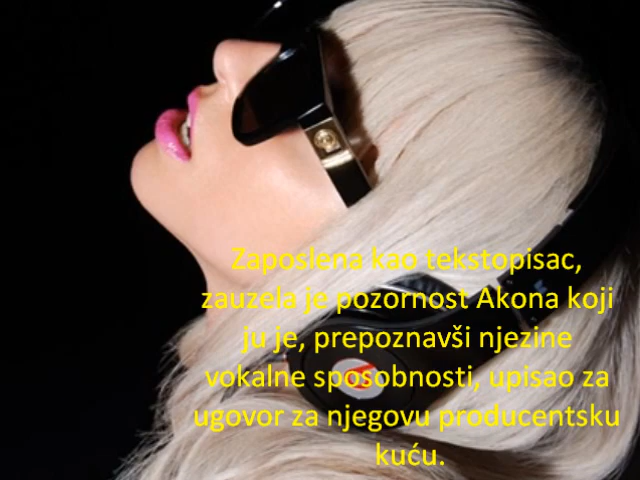 Zaposlena kao tekstopisac,
zauzela je pozornost Akona koji
ju je, prepoznavši njezine
vokalne sposobnosti, upisao za
ugovor za njegovu producentsku
kuću.